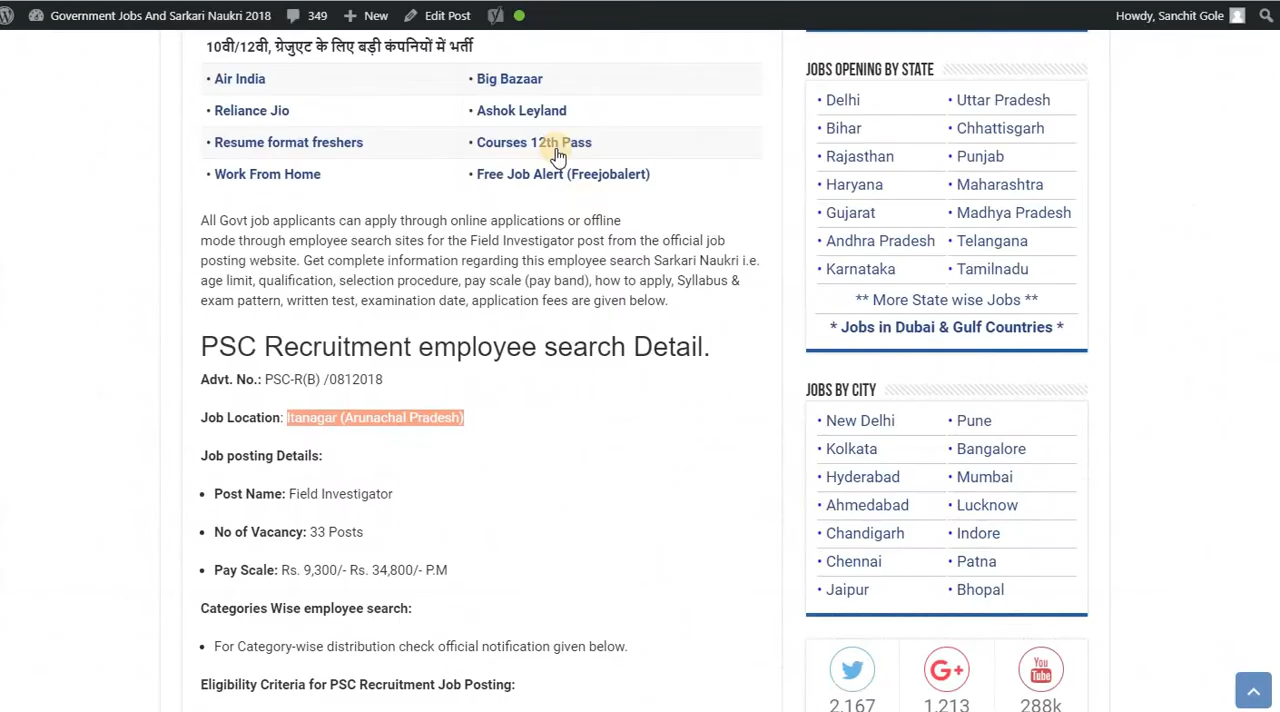 Government Jobs And Sarkari Naukri 2018 349 New Edit Post Howdy, Sanchit Gole
10वी/12वी, ग्रेजुएट के लिए बड़ी कंपनियों में भर्ती
• Air India • Big Bazaar
• Reliance Jio • Ashok Leyland
• Resume format freshers • Courses 12th Pass
• Work From Home • Free Job Alert (Freejobalert)
All Govt job applicants can apply through online applications or offline
mode through employee search sites for the Field Investigator post from the official job
posting website. Get complete information regarding this employee search Sarkari Naukri i.e.
age limit, qualification, selection procedure, pay scale (pay band), how to apply, Syllabus &
exam pattern, written test, examination date, application fees are given below.
PSC Recruitment employee search Detail.
Advt. No.: PSC-R(B) /0812018
Job Location: Itanagar (Arunachal Pradesh)
Job posting Details:
• Post Name: Field Investigator
• No of Vacancy: 33 Posts
• Pay Scale: Rs. 9,300/- Rs. 34,800/- P.M
Categories Wise employee search:
• For Category-wise distribution check official notification given below.
Eligibility Criteria for PSC Recruitment Job Posting:
JOBS OPENING BY STATE
• Delhi • Uttar Pradesh
• Bihar • Chhattisgarh
• Rajasthan • Punjab
• Haryana • Maharashtra
• Gujarat • Madhya Pradesh
• Andhra Pradesh • Telangana
• Karnataka • Tamilnadu
** More State wise Jobs **
* Jobs in Dubai & Gulf Countries *
JOBS BY CITY
• New Delhi • Pune
• Kolkata • Bangalore
• Hyderabad • Mumbai
• Ahmedabad • Lucknow
• Chandigarh • Indore
• Chennai • Patna
• Jaipur • Bhopal
G+ You Tube
2,167 1,213 288k